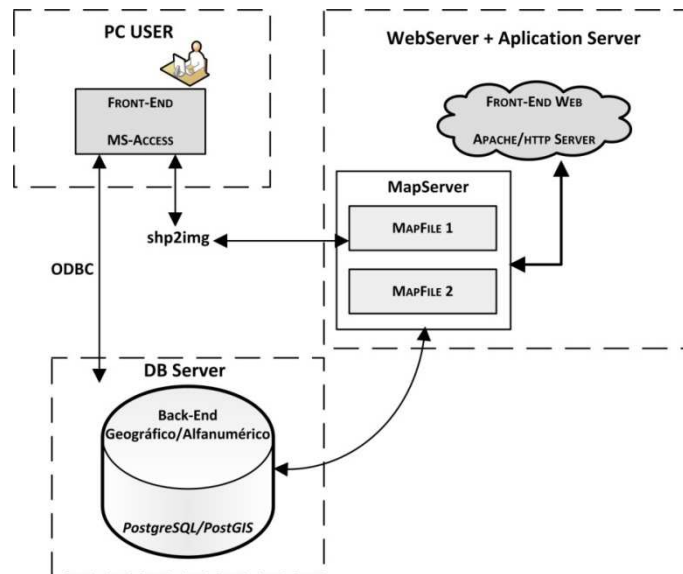 PC USER
FRONT-END
MS-ACCESS
shp2img
ODBC
WebServer + Aplication Server
FRONT-END WEB
APACHE/HTTP SERVER
MapServer
MAPFILE 1
MAPFILE 2
DB Server
Back-End
Geográfico/Alfanumérico
PostgreSQL/PostGIS